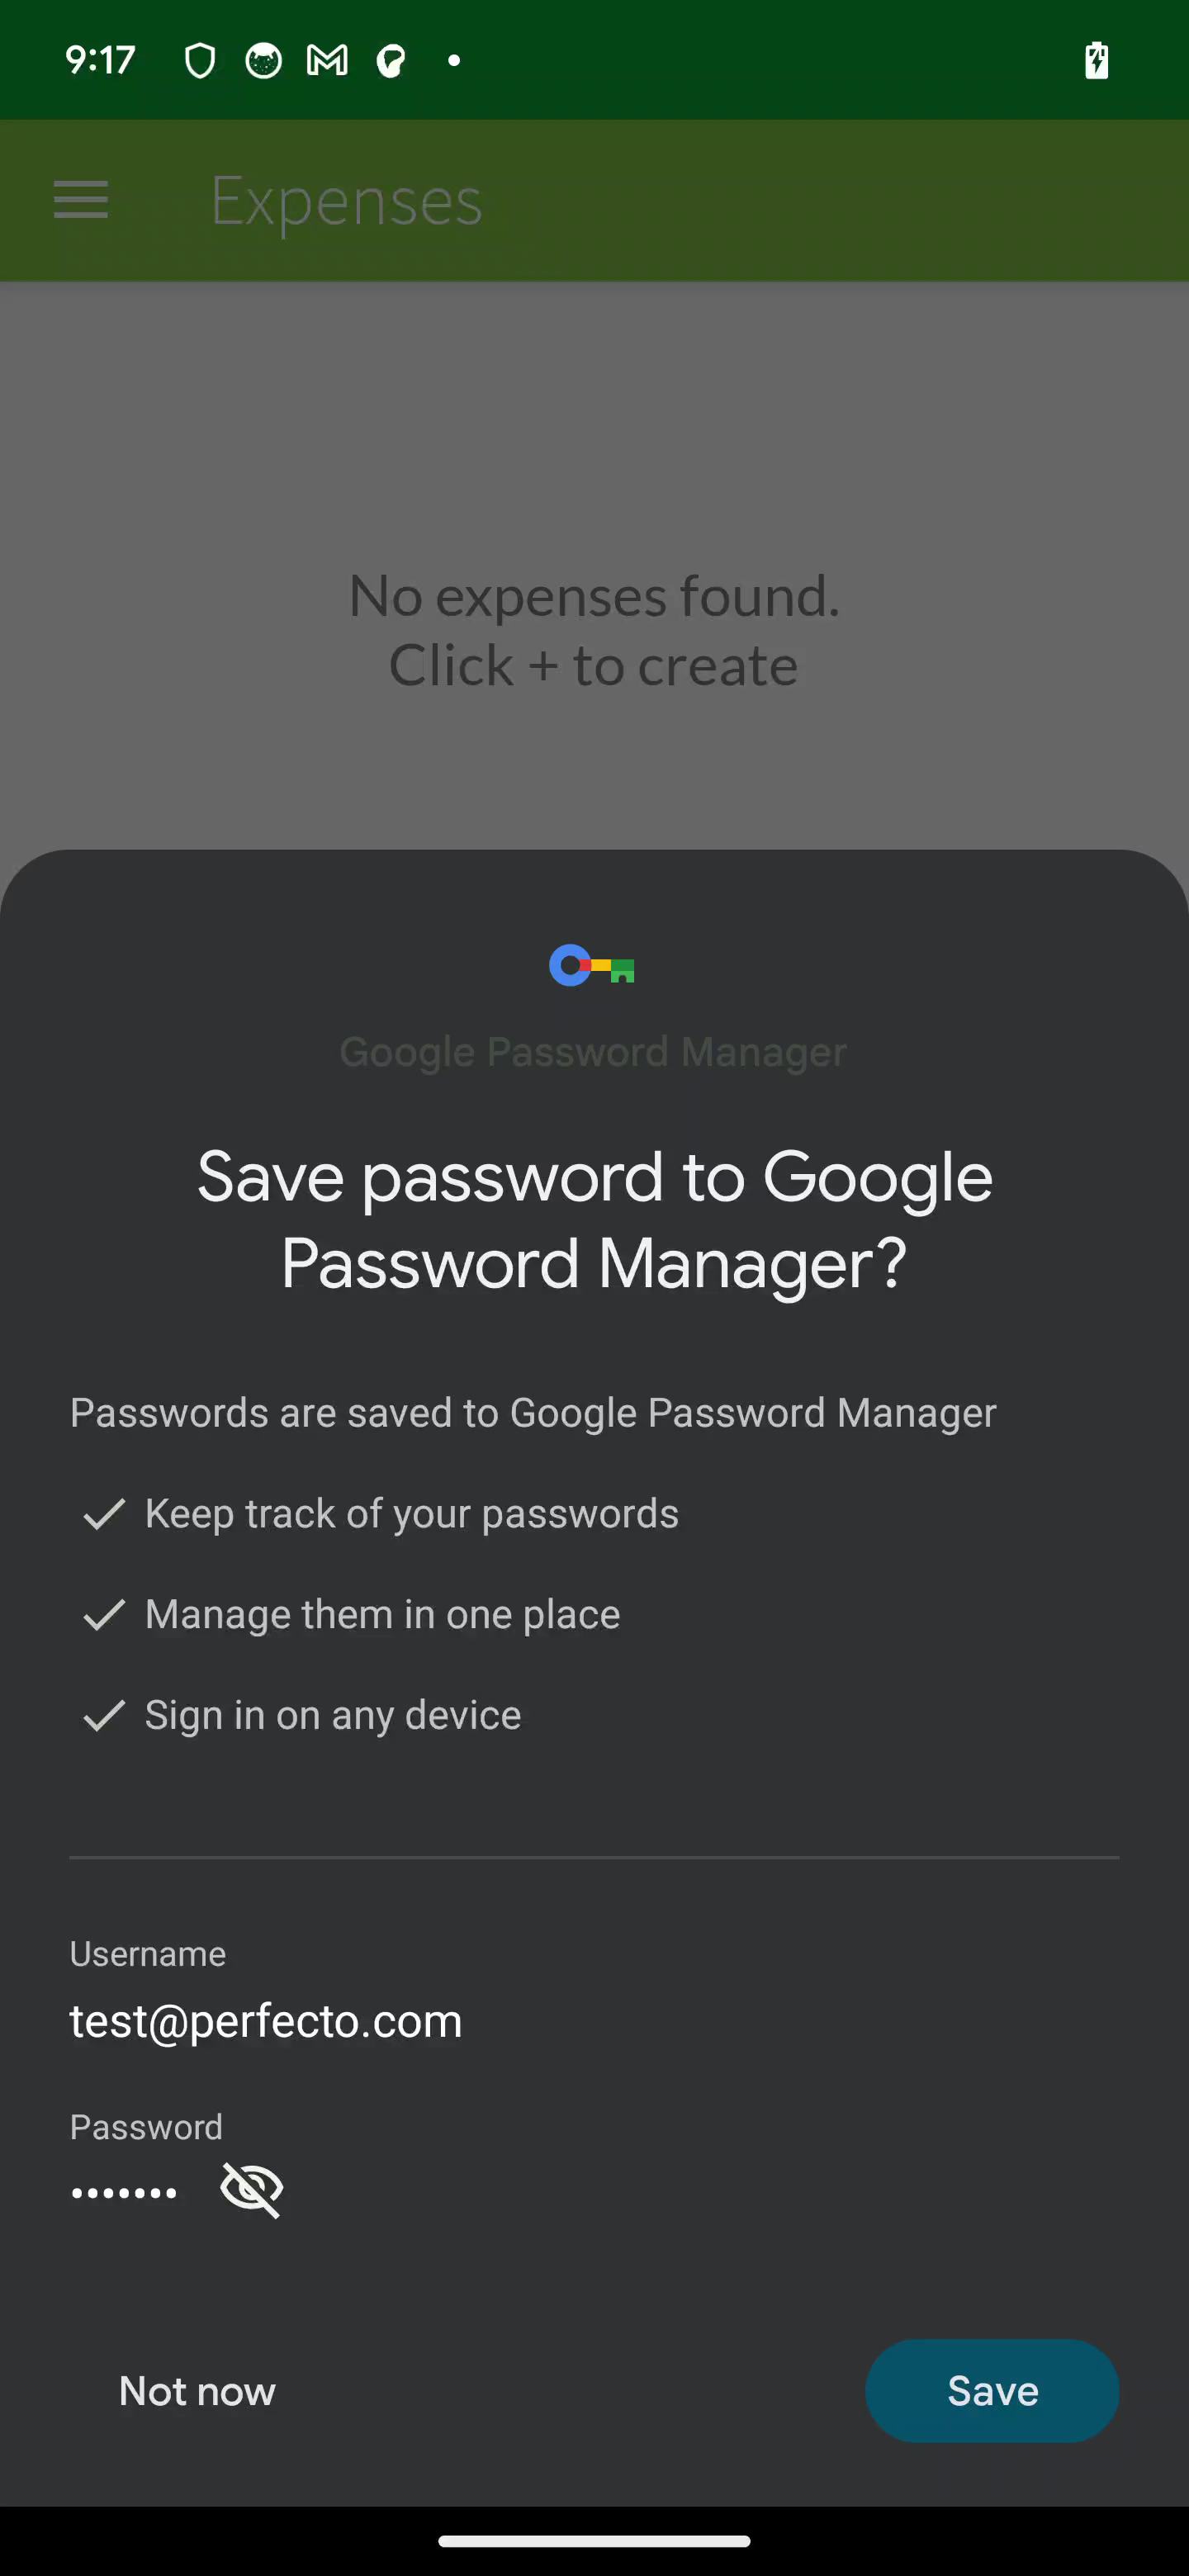 9:17
Expenses
No expenses found.
Click + to create
Google Password Manager
Save password to Google
Password Manager?
Passwords are saved to Google Password Manager
Keep track of your passwords
Manage them in one place
Sign in on any device
Username
test@perfecto.com
Password
•••••••
Not now
Save